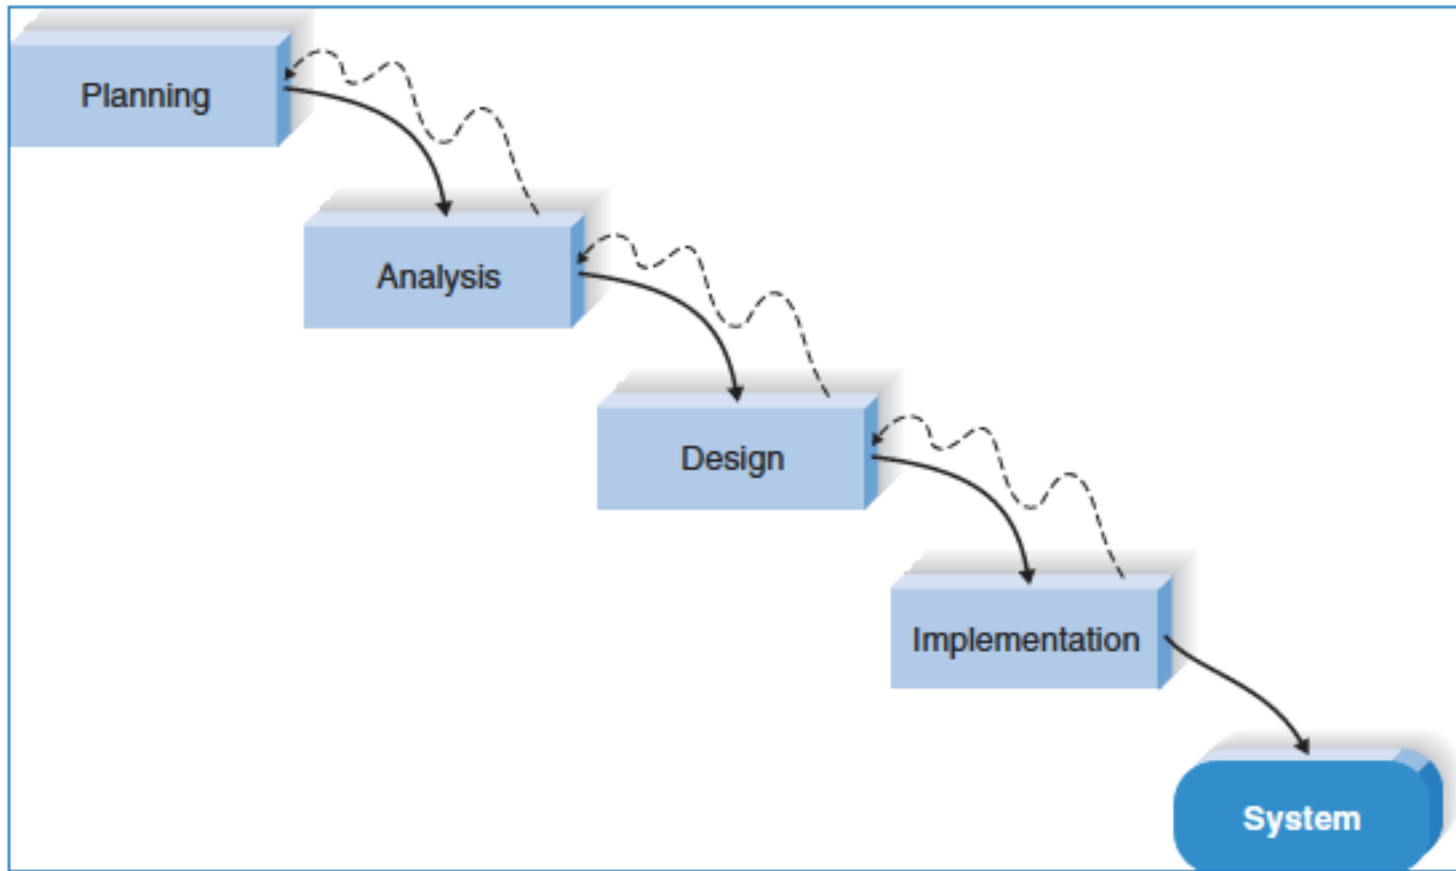 Planning
Analysis
Design
Implementation
System